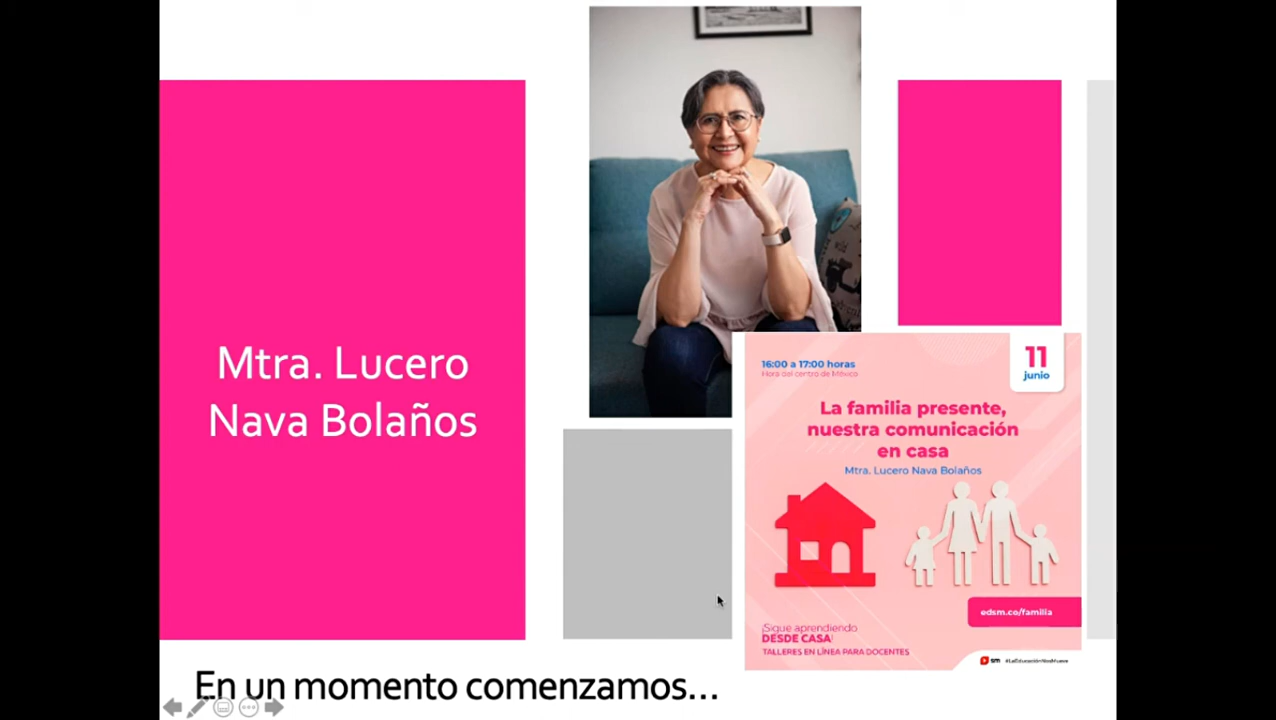 Mtra. Lucero
Nava Bolaños
16:00 a 17:00 horas
Hora del centro de México
11
junio
La familia presente,
nuestra comunicación
en casa
Mtra. Lucero Nava Bolaños
edsm.co/familia
¡Sigue aprendiendo
DESDE CASA!
TALLERES EN LÍNEA PARA DOCENTES
sm #LaEducaciónNosMueve
En un momento comenzamos...